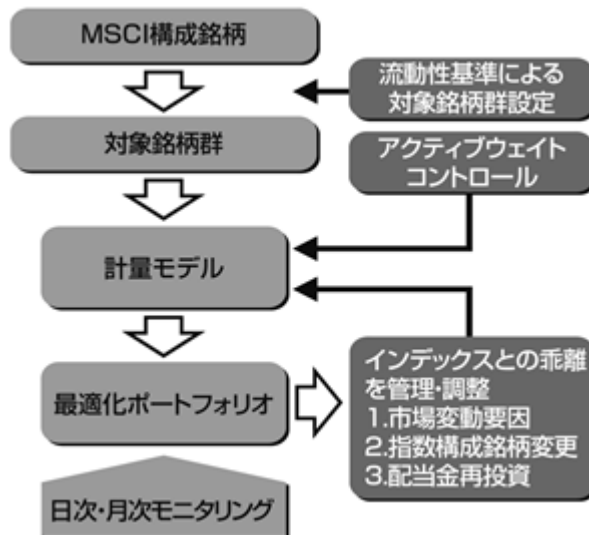 MSCI構成銘柄
流動性基準による
対象銘柄群設定
対象銘柄群
アクティブウェイト
コントロール
計量モデル
最適化ポートフォリオ
インデックスとの乖離
を管理・調整
1.市場変動要因
2.指数構成銘柄変更
3.配当金再投資
日次・月次モニタリング